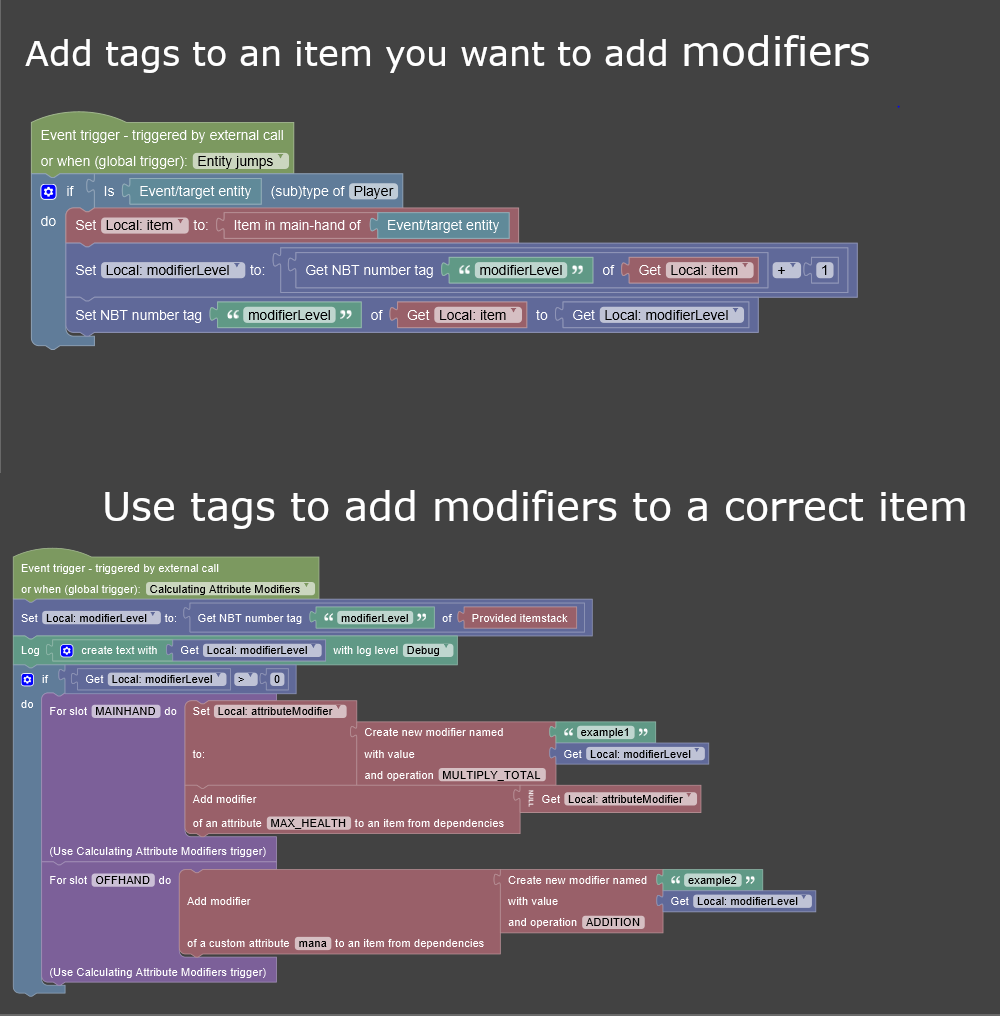 Add tags to an item you want to add modifiers
Event trigger - triggered by external call
or when (global trigger): Entity jumps
if Is Event/target entity (sub)type of Player
do
Set Local: item to: Item in main-hand of Event/target entity
Set Local: modifierLevel to: Get NBT number tag “ modifierLevel ” of Get Local: item + 1
Set NBT number tag “ modifierLevel ” of Get Local: item to Get Local: modifierLevel
Use tags to add modifiers to a correct item
Event trigger - triggered by external call
or when (global trigger): Calculating Attribute Modifiers
Set Local: modifierLevel to: Get NBT number tag “ modifierLevel ” of Provided itemstack
Log create text with Get Local: modifierLevel with log level Debug
if Get Local: modifierLevel > 0
do
For slot MAINHAND do Set Local: attributeModifier
Create new modifier named “ example1 ”
to: with value Get Local: modifierLevel
and operation MULTIPLY_TOTAL
Add modifier NULL Get Local: attributeModifier
of an attribute MAX_HEALTH to an item from dependencies
(Use Calculating Attribute Modifiers trigger)
For slot OFFHAND do Create new modifier named “ example2 ”
Add modifier with value Get Local: modifierLevel
and operation ADDITION
of a custom attribute mana to an item from dependencies
(Use Calculating Attribute Modifiers trigger)